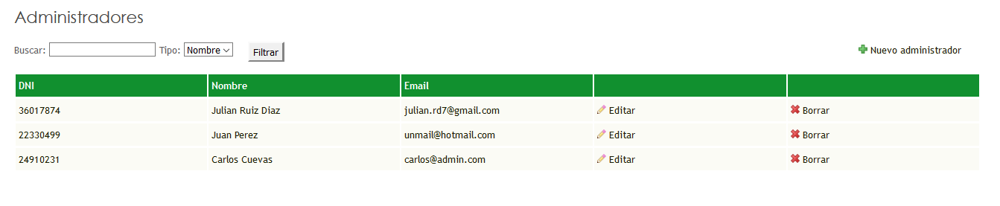 Administradores
Buscar: Tipo: Nombre Filtrar Nuevo administrador
DNI Nombre Email
36017874 Julian Ruiz Diaz julian.rd7@gmail.com Editar Borrar
22330499 Juan Perez unmail@hotmail.com Editar Borrar
24910231 Carlos Cuevas carlos@admin.com Editar Borrar